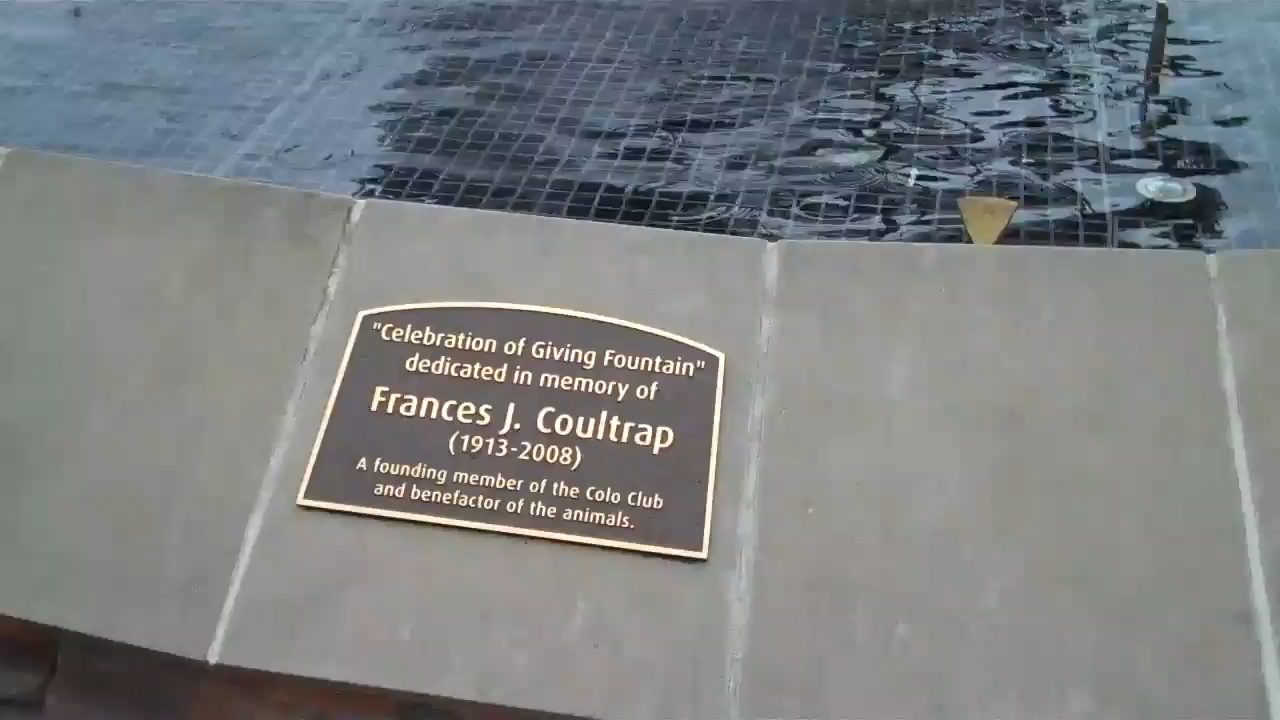 "Celebration of Giving Fountain"
dedicated in memory of
Frances J. Coultrap
(1913-2008)
A founding member of the Colo Club
and benefactor of the animals.